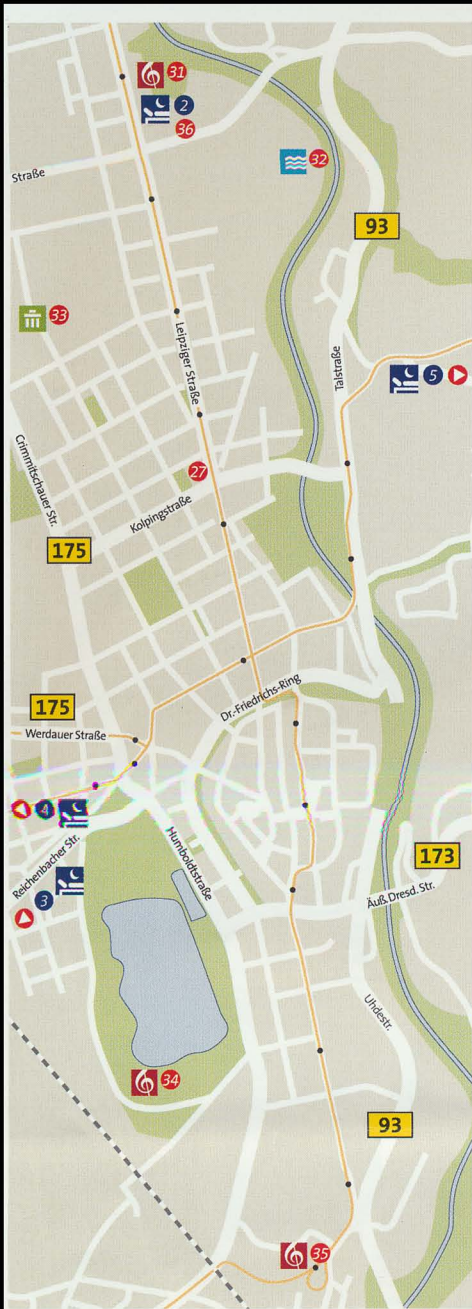 31
2
36
Straße
32
93
33
Leipziger Straße
Talstraße
5
Crimmitschauer Str.
27
Kolpingstraße
175
175
Dr.-Friedrichs-Ring
Werdauer Straße
4
Humboldtstraße
Reichenbacher Str.
173
3
Äuß. Dresd. Str.
Uhdestr.
34
93
35